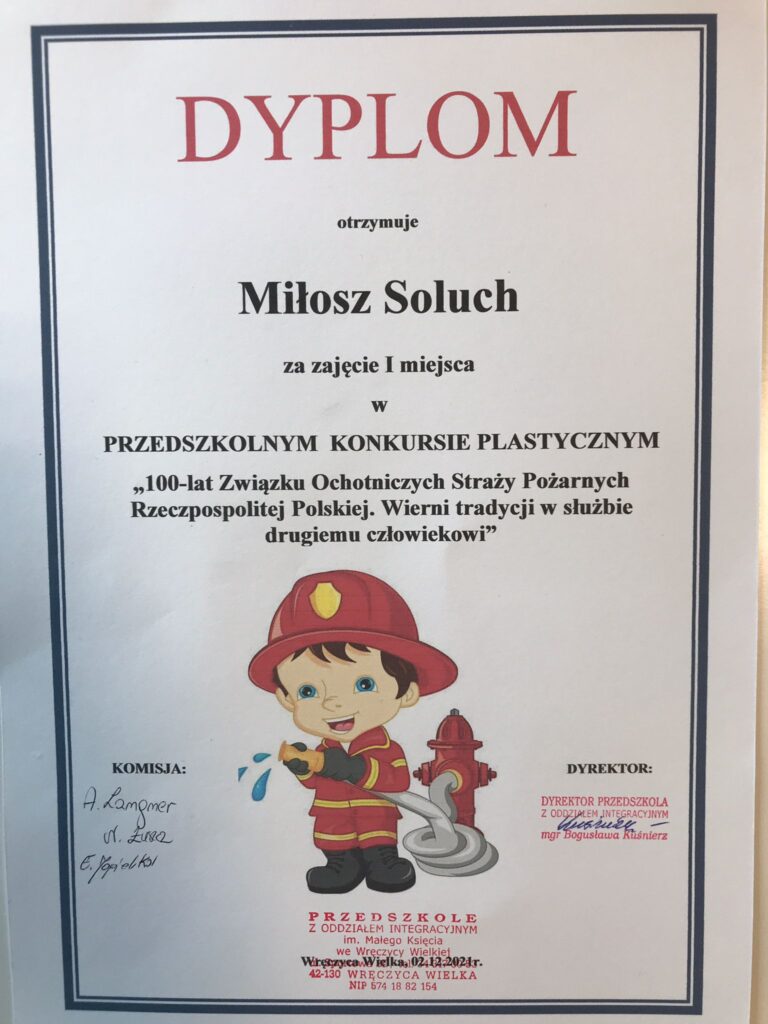 DYPLOM
otrzymuje
Miłosz Soluch
za zajęcie I miejsca
w
PRZEDSZKOLNYM KONKURSIE PLASTYCZNYM
„100-lat Związku Ochotniczych Straży Pożarnych
Rzeczpospolitej Polskiej. Wierni tradycji w służbie
drugiemu człowiekowi”
KOMISJA:
A. Langner
DYREKTOR:
DYREKTOR PRZEDSZKOLA
Z ODDZIAŁEM INTEGRACYJNYM
mgr Bogusława Kuśnierz
PRZEDSZKOLE
Z ODDZIAŁEM INTEGRACYJNYM
im. Małego Księcia
we Wręczycy Wielkiej
Wręczyca Wielka, 02.12.2021r.
42-130 WRĘCZYCA WIELKA
NIP 574 18 82 154